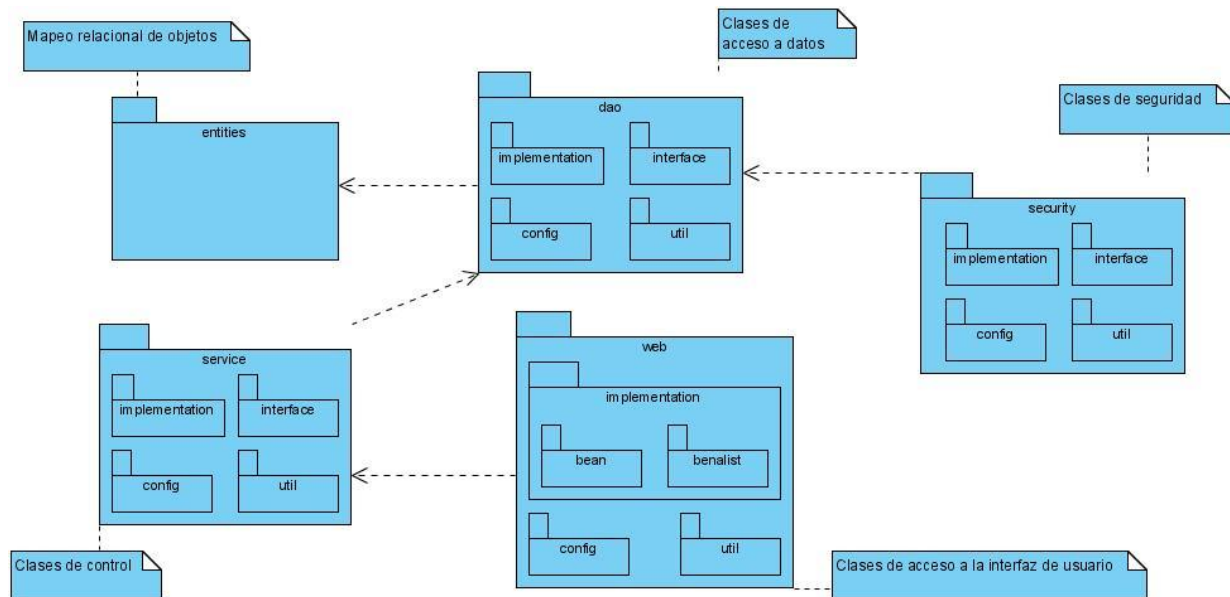 Mapeo relacional de objetos
Clases de
acceso a datos
Clases de seguridad
entities
dao
implementation
interface
config
util
security
implementation
interface
config
util
service
implementation
interface
config
util
web
implementation
bean
benalist
config
util
Clases de control
Clases de acceso a la interfaz de usuario